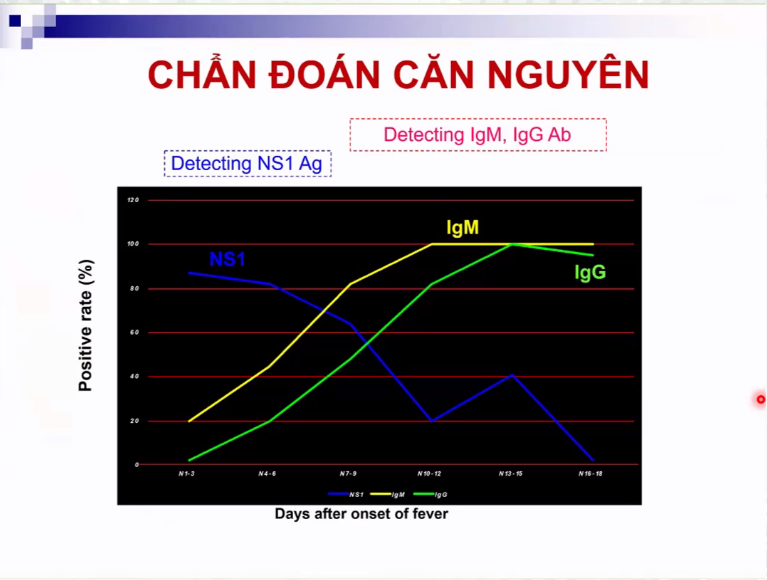 CHẨN ĐOÁN CĂN NGUYÊN
Detecting IgM, IgG Ab
Detecting NS1 Ag
120
IgM
100
NS1
IgG
80
Positive rate (%)
60
40
20
0
N1-3 N4-6 N7-9 N10-12 N13-15 N16-18
NS1 IgM IgG
Days after onset of fever